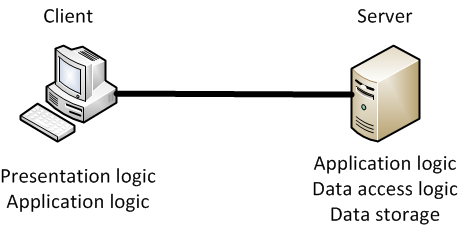 Client
Server
Presentation logic
Application logic
Application logic
Data access logic
Data storage